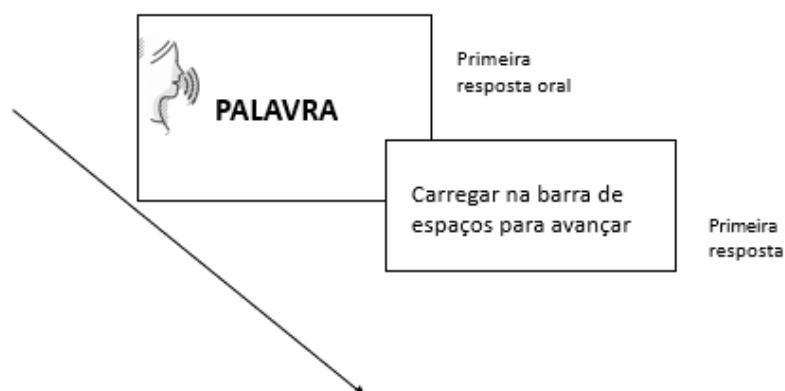 Primeira
resposta oral
PALAVRA
Carregar na barra de
espaços para avançar
Primeira
resposta